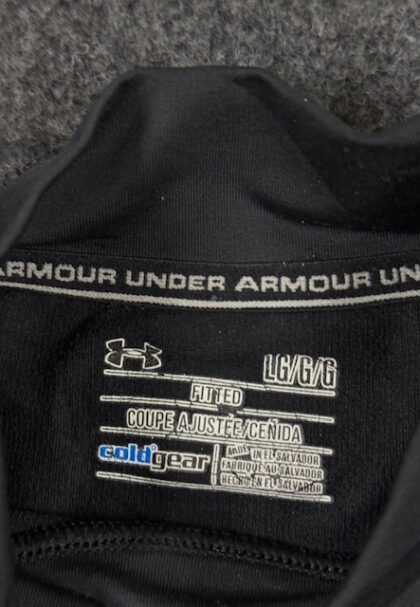 ARMOUR UNDER ARMOUR UN
LG/G/G
FITTED
COUPE AJUSTÉE/CEÑIDA
coldgear
MADE IN EL SALVADOR
FABRIQUÉ AU SALVADOR
HECHO EN EL SALVADOR